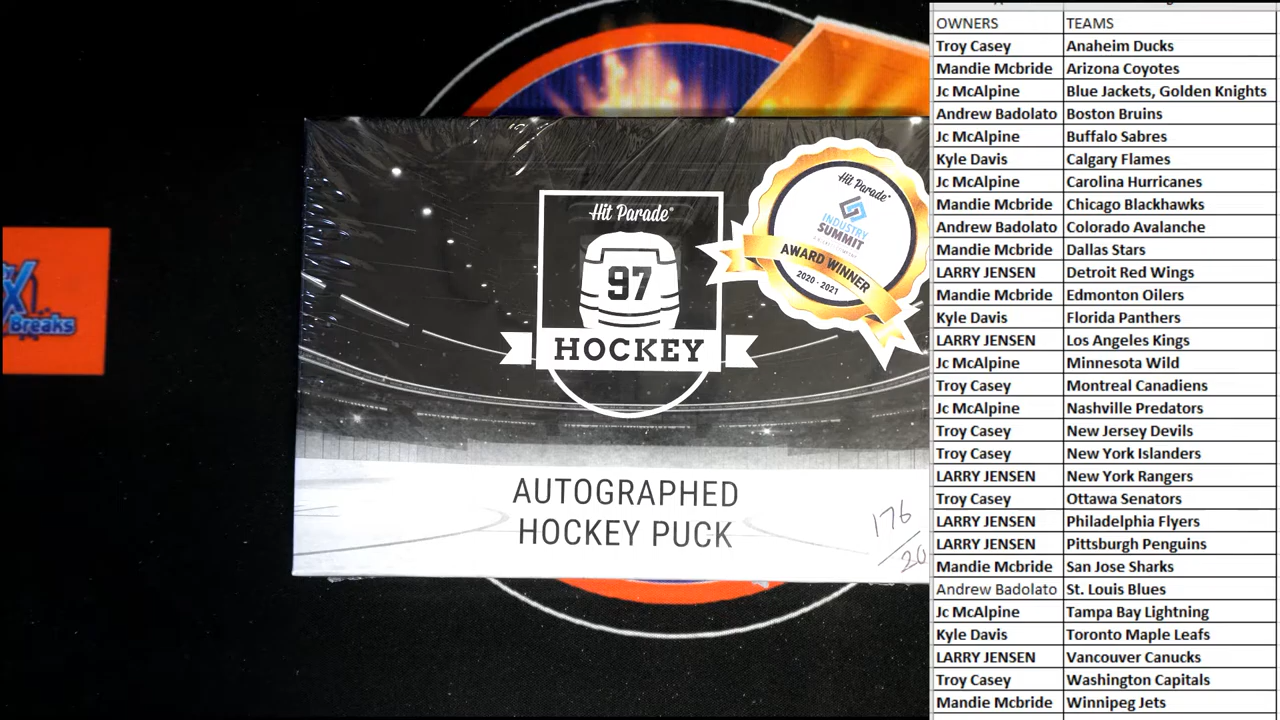 X
Breaks
Hit Parade®
97
HOCKEY
Hit Parade®
INDUSTRY
SUMMIT
AWARD WINNER
2020 - 2021
AUTOGRAPHED
HOCKEY PUCK
176
20
OWNERS TEAMS
Troy Casey Anaheim Ducks
Mandie Mcbride Arizona Coyotes
Jc McAlpine Blue Jackets, Golden Knights
Andrew Badolato Boston Bruins
Jc McAlpine Buffalo Sabres
Kyle Davis Calgary Flames
Jc McAlpine Carolina Hurricanes
Mandie Mcbride Chicago Blackhawks
Andrew Badolato Colorado Avalanche
Mandie Mcbride Dallas Stars
LARRY JENSEN Detroit Red Wings
Mandie Mcbride Edmonton Oilers
Kyle Davis Florida Panthers
LARRY JENSEN Los Angeles Kings
Jc McAlpine Minnesota Wild
Troy Casey Montreal Canadiens
Jc McAlpine Nashville Predators
Troy Casey New Jersey Devils
Troy Casey New York Islanders
LARRY JENSEN New York Rangers
Troy Casey Ottawa Senators
LARRY JENSEN Philadelphia Flyers
LARRY JENSEN Pittsburgh Penguins
Mandie Mcbride San Jose Sharks
Andrew Badolato St. Louis Blues
Jc McAlpine Tampa Bay Lightning
Kyle Davis Toronto Maple Leafs
LARRY JENSEN Vancouver Canucks
Troy Casey Washington Capitals
Mandie Mcbride Winnipeg Jets